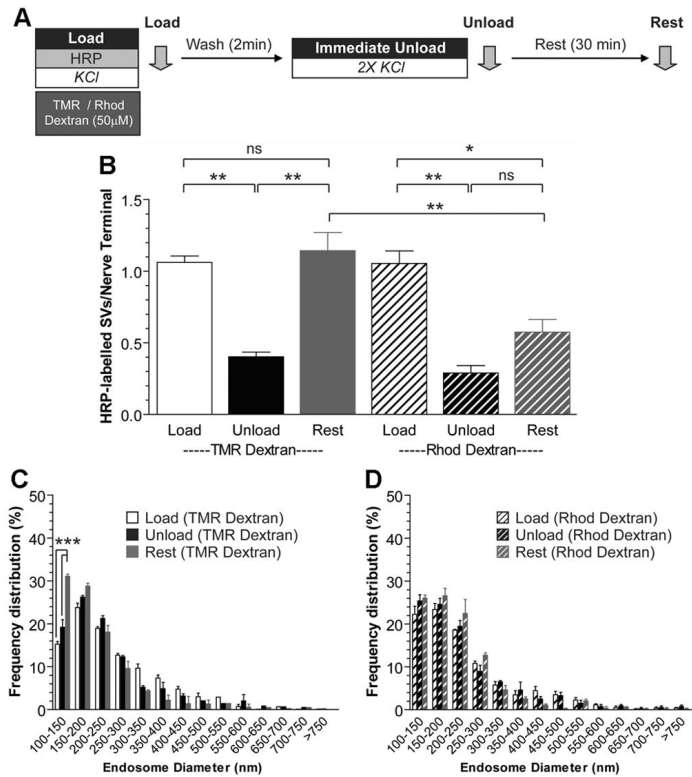 A
Load
Unload
Rest
Load
HRP
KCl
Wash (2min)
Immediate Unload
2X KCl
Rest (30 min)
TMR / Rhod
Dextran (50µM)
B
ns
*
**
**
**
ns
**
HRP-labelled SVs/Nerve Terminal
1.5
1.0
0.5
0.0
Load
Unload
Rest
Load
Unload
Rest
-----TMR Dextran-----
-----Rhod Dextran-----
C
Frequency distribution (%)
50
40
30
20
10
0
***
Load (TMR Dextran)
Unload (TMR Dextran)
Rest (TMR Dextran)
100-150
150-200
200-250
250-300
300-350
350-400
400-450
450-500
500-550
550-600
600-650
650-700
700-750
>750
Endosome Diameter (nm)
D
Frequency distribution (%)
50
40
30
20
10
0
Load (Rhod Dextran)
Unload (Rhod Dextran)
Rest (Rhod Dextran)
100-150
150-200
200-250
250-300
300-350
350-400
400-450
450-500
500-550
550-600
600-650
650-700
700-750
>750
Endosome Diameter (nm)